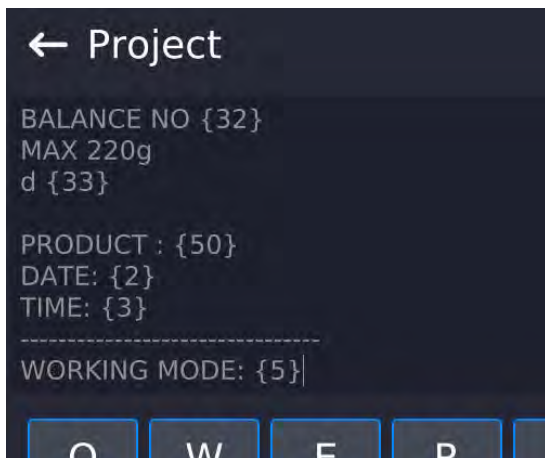 ← Project
BALANCE NO {32}
MAX 220g
d {33}
PRODUCT : {50}
DATE: {2}
TIME: {3}
--------------------------------
WORKING MODE: {5}
Q W E R